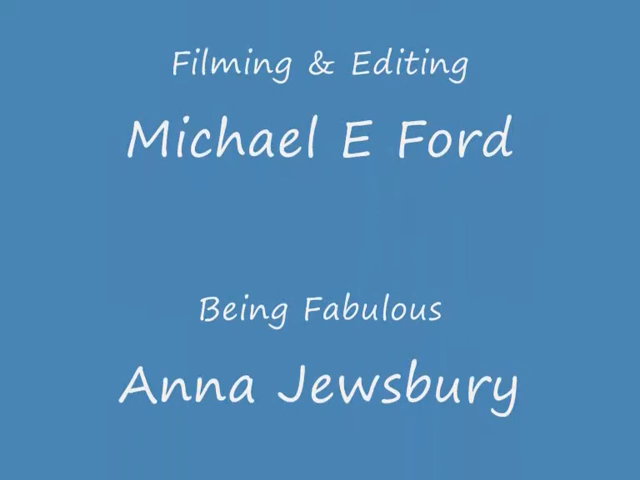 Filming & Editing
Michael E Ford
Being Fabulous
Anna Jewsbury